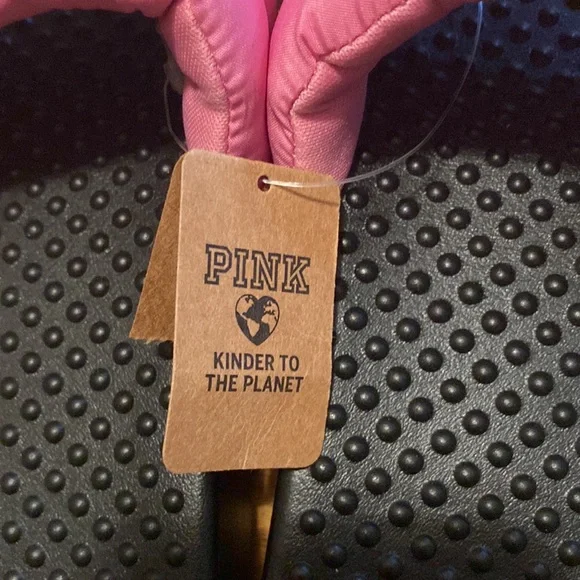 PINK
KINDER TO
THE PLANET